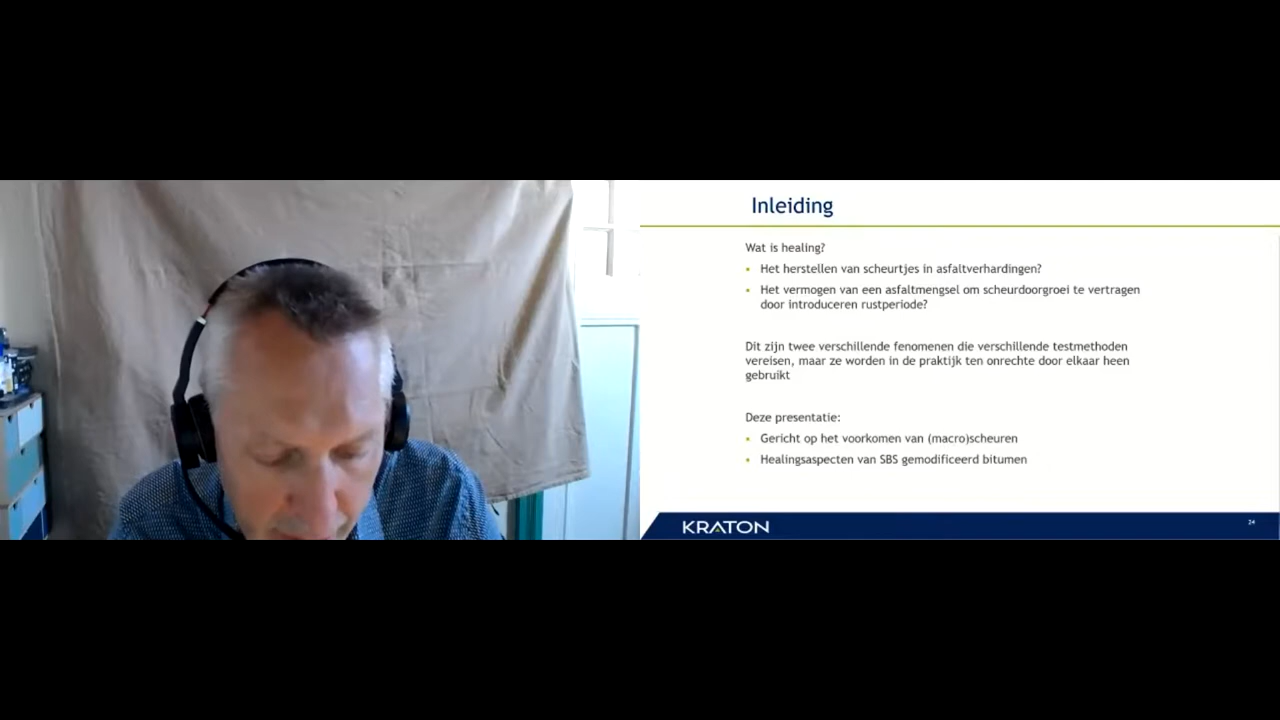 Inleiding
Wat is healing?
• Het herstellen van scheurtjes in asfaltverhardingen?
• Het vermogen van een asfaltmengsel om scheurdoorgroei te vertragen
door introduceren rustperiode?
Dit zijn twee verschillende fenomenen die verschillende testmethoden
vereisen, maar ze worden in de praktijk ten onrechte door elkaar heen
gebruikt
Deze presentatie:
• Gericht op het voorkomen van (macro)scheuren
• Healingsaspecten van SBS gemodificeerd bitumen
KRATON
24